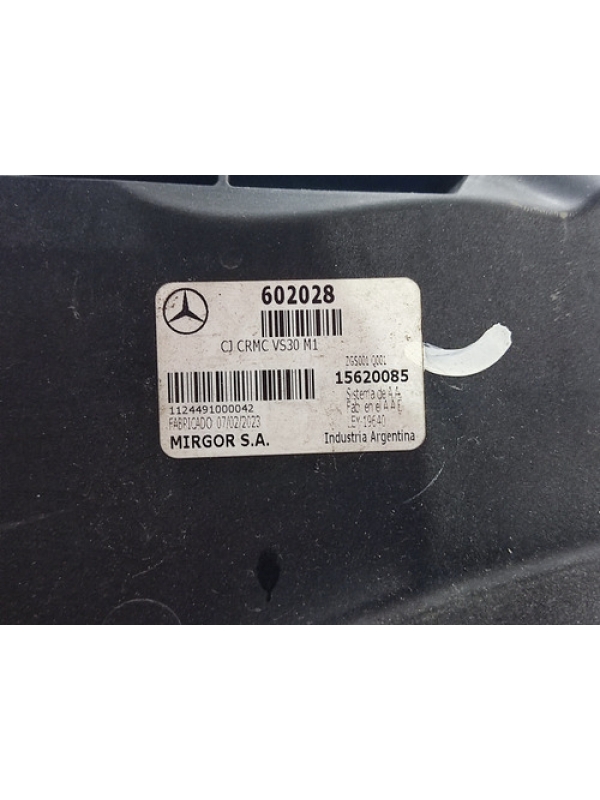 602028
CJ CRMC VS30 M1
ZGS001 Q001
15620085
1124491000042
Sistema de A.A.
Fab. en el A.A.E.
LEY 19640
FABRICADO 07/02/2023
MIRGOR S.A.
Industria Argentina